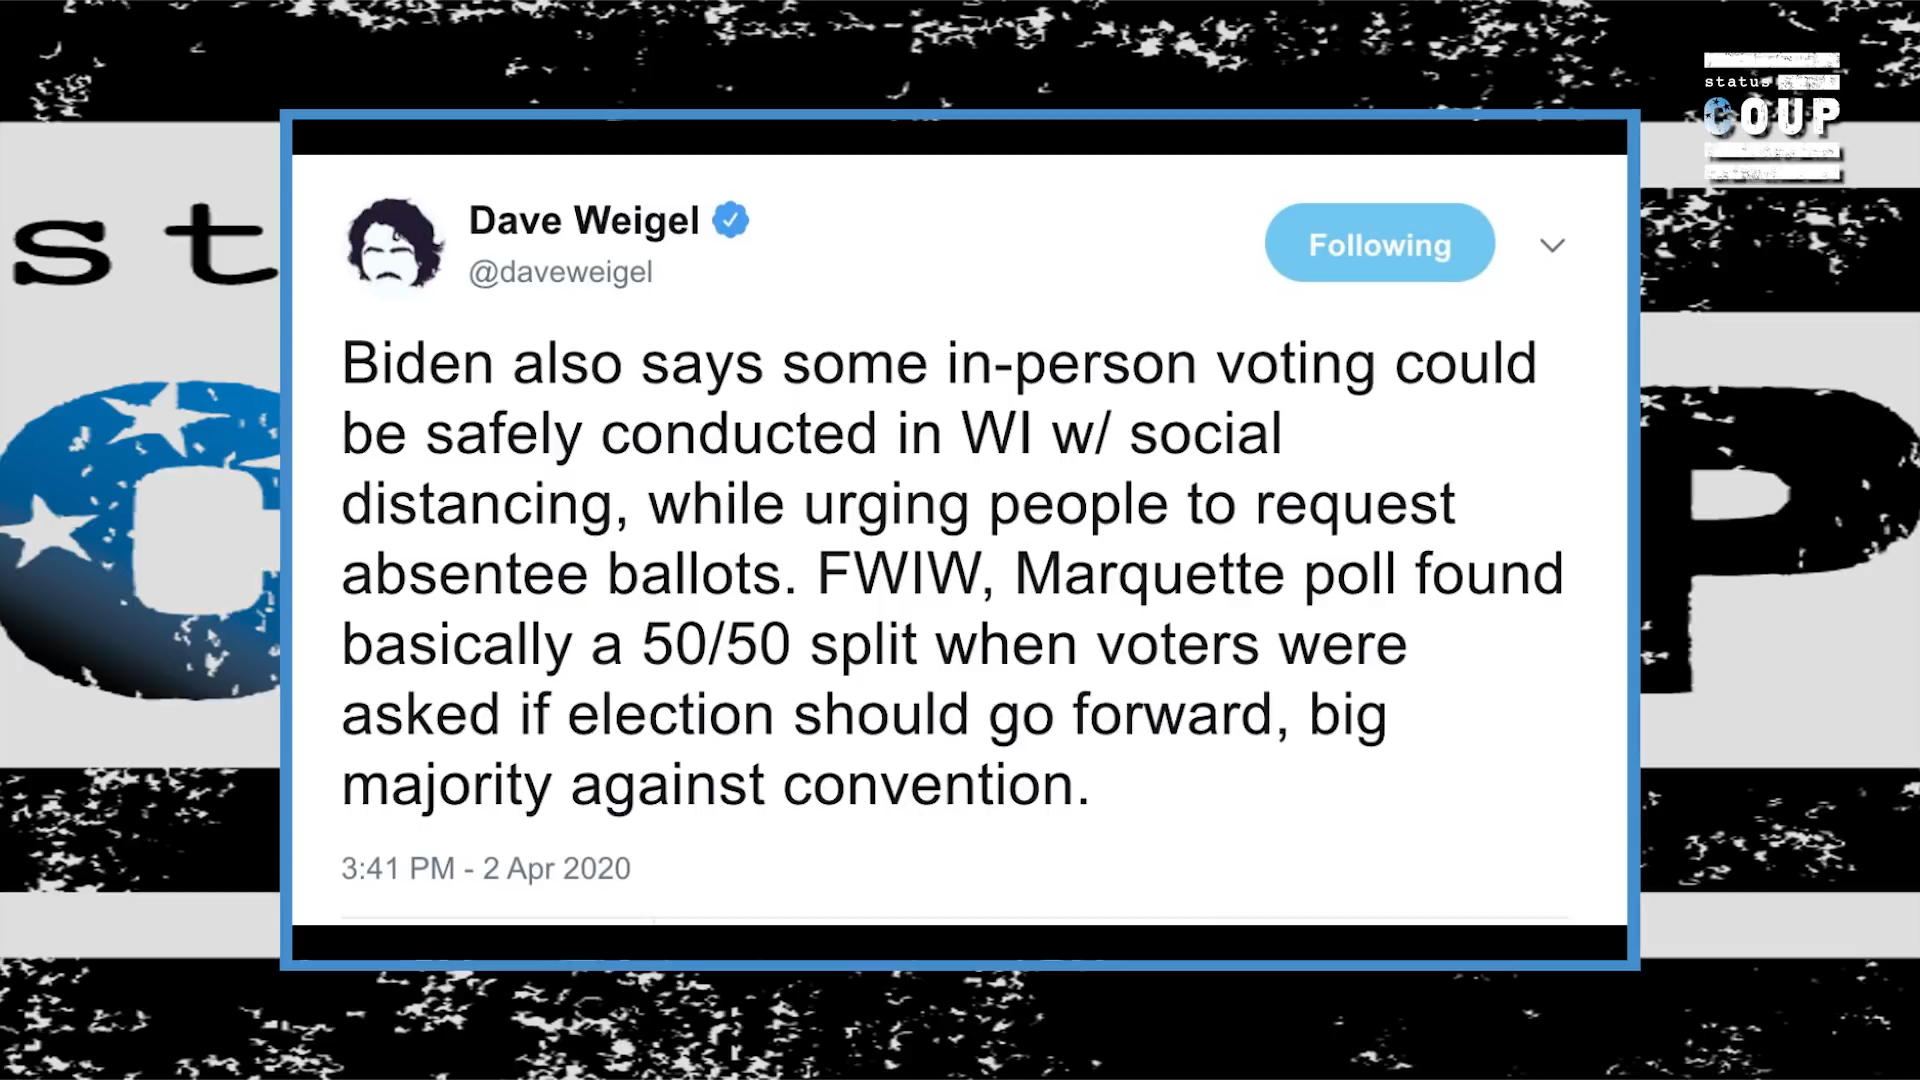 status
COUP
st
C
P
Dave Weigel
@daveweigel
Following
Biden also says some in-person voting could
be safely conducted in WI w/ social
distancing, while urging people to request
absentee ballots. FWIW, Marquette poll found
basically a 50/50 split when voters were
asked if election should go forward, big
majority against convention.
3:41 PM - 2 Apr 2020